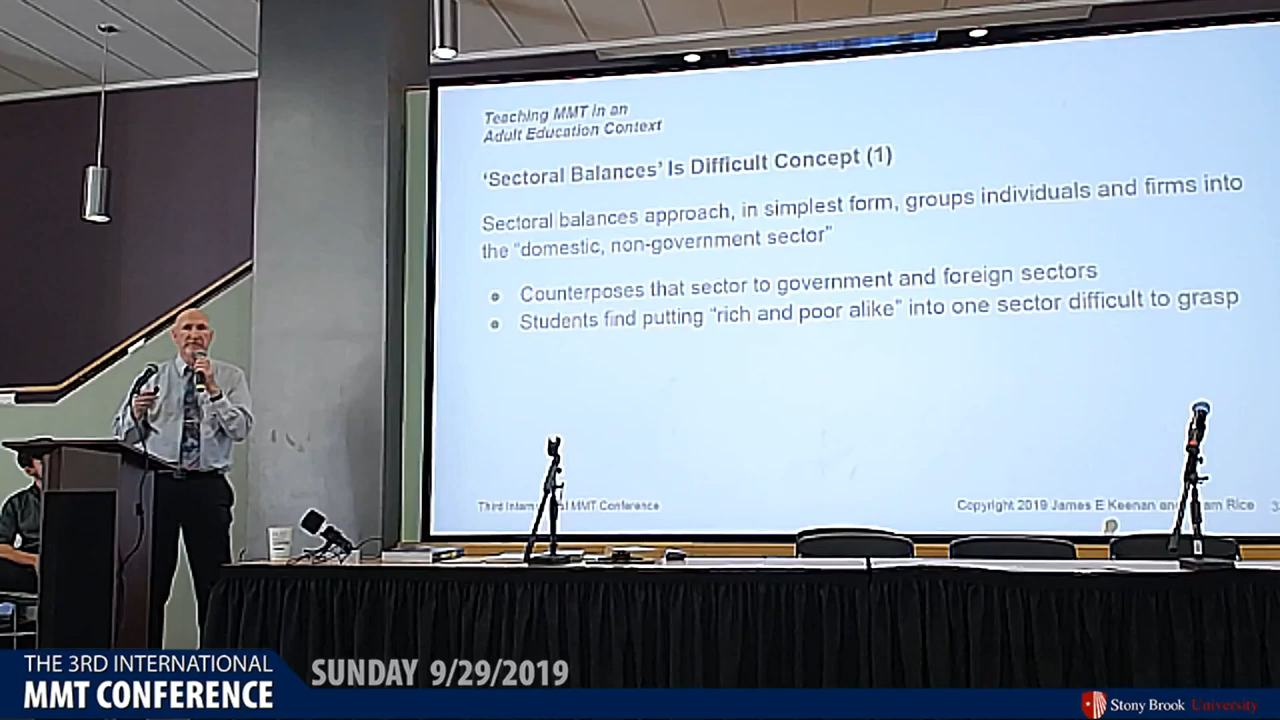 Teaching MMT in an
Adult Education Context
'Sectoral Balances' Is Difficult Concept (1)
Sectoral balances approach, in simplest form, groups individuals and firms into
the "domestic, non-government sector"
Counterposes that sector to government and foreign sectors
Students find putting "rich and poor alike" into one sector difficult to grasp
Third MMT Conference
Copyright 2019 James E Keenan Rice
THE 3RD INTERNATIONAL
MMT CONFERENCE
SUNDAY 9/29/2019
Stony Brook University